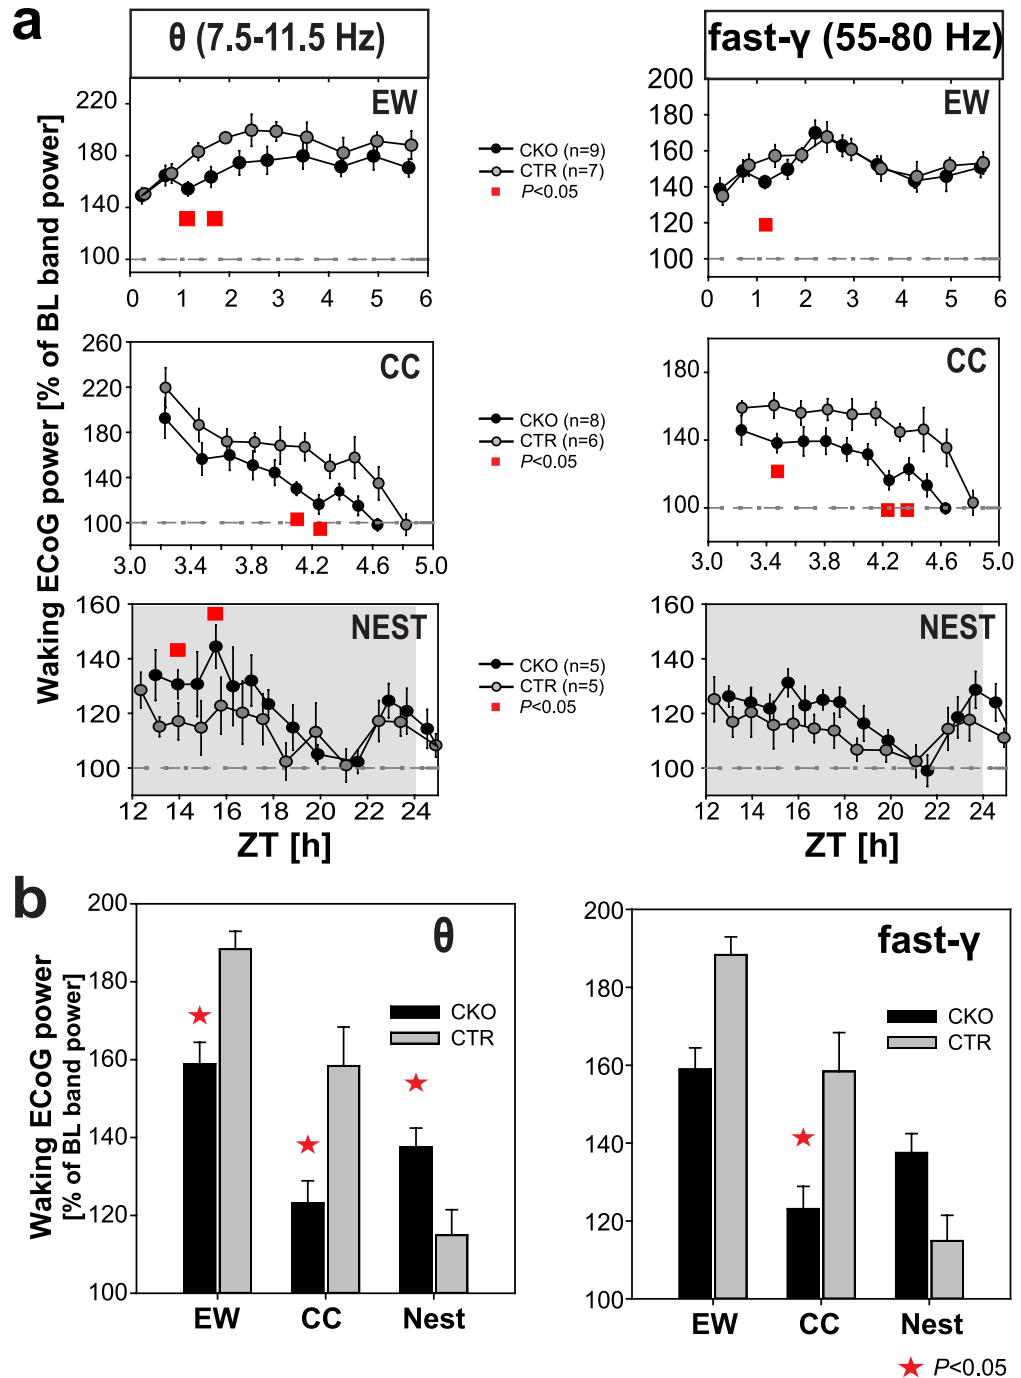 a
θ (7.5-11.5 Hz)
fast-γ (55-80 Hz)
Waking ECoG power [% of BL band power]
EW
220
180
140
100
0 1 2 3 4 5 6
CKO (n=9)
CTR (n=7)
P<0.05
EW
200
180
160
140
120
100
0 1 2 3 4 5 6
CC
260
220
180
140
100
3.0 3.6 4.2 4.6 5.0
CKO (n=8)
CTR (n=6)
P<0.05
CC
180
140
100
3.0 3.6 4.2 4.6 5.0
NEST
160
140
120
100
12 14 16 18 20 22 24
ZT [h]
CKO (n=5)
CTR (n=5)
P<0.05
NEST
160
140
120
100
12 14 16 18 20 22 24
ZT [h]
b
Waking ECoG power
[% of BL band power]
θ
200
180
160
140
120
100
CKO
CTR
EW CC Nest
fast-γ
200
180
160
140
120
100
CKO
CTR
EW CC Nest
P<0.05